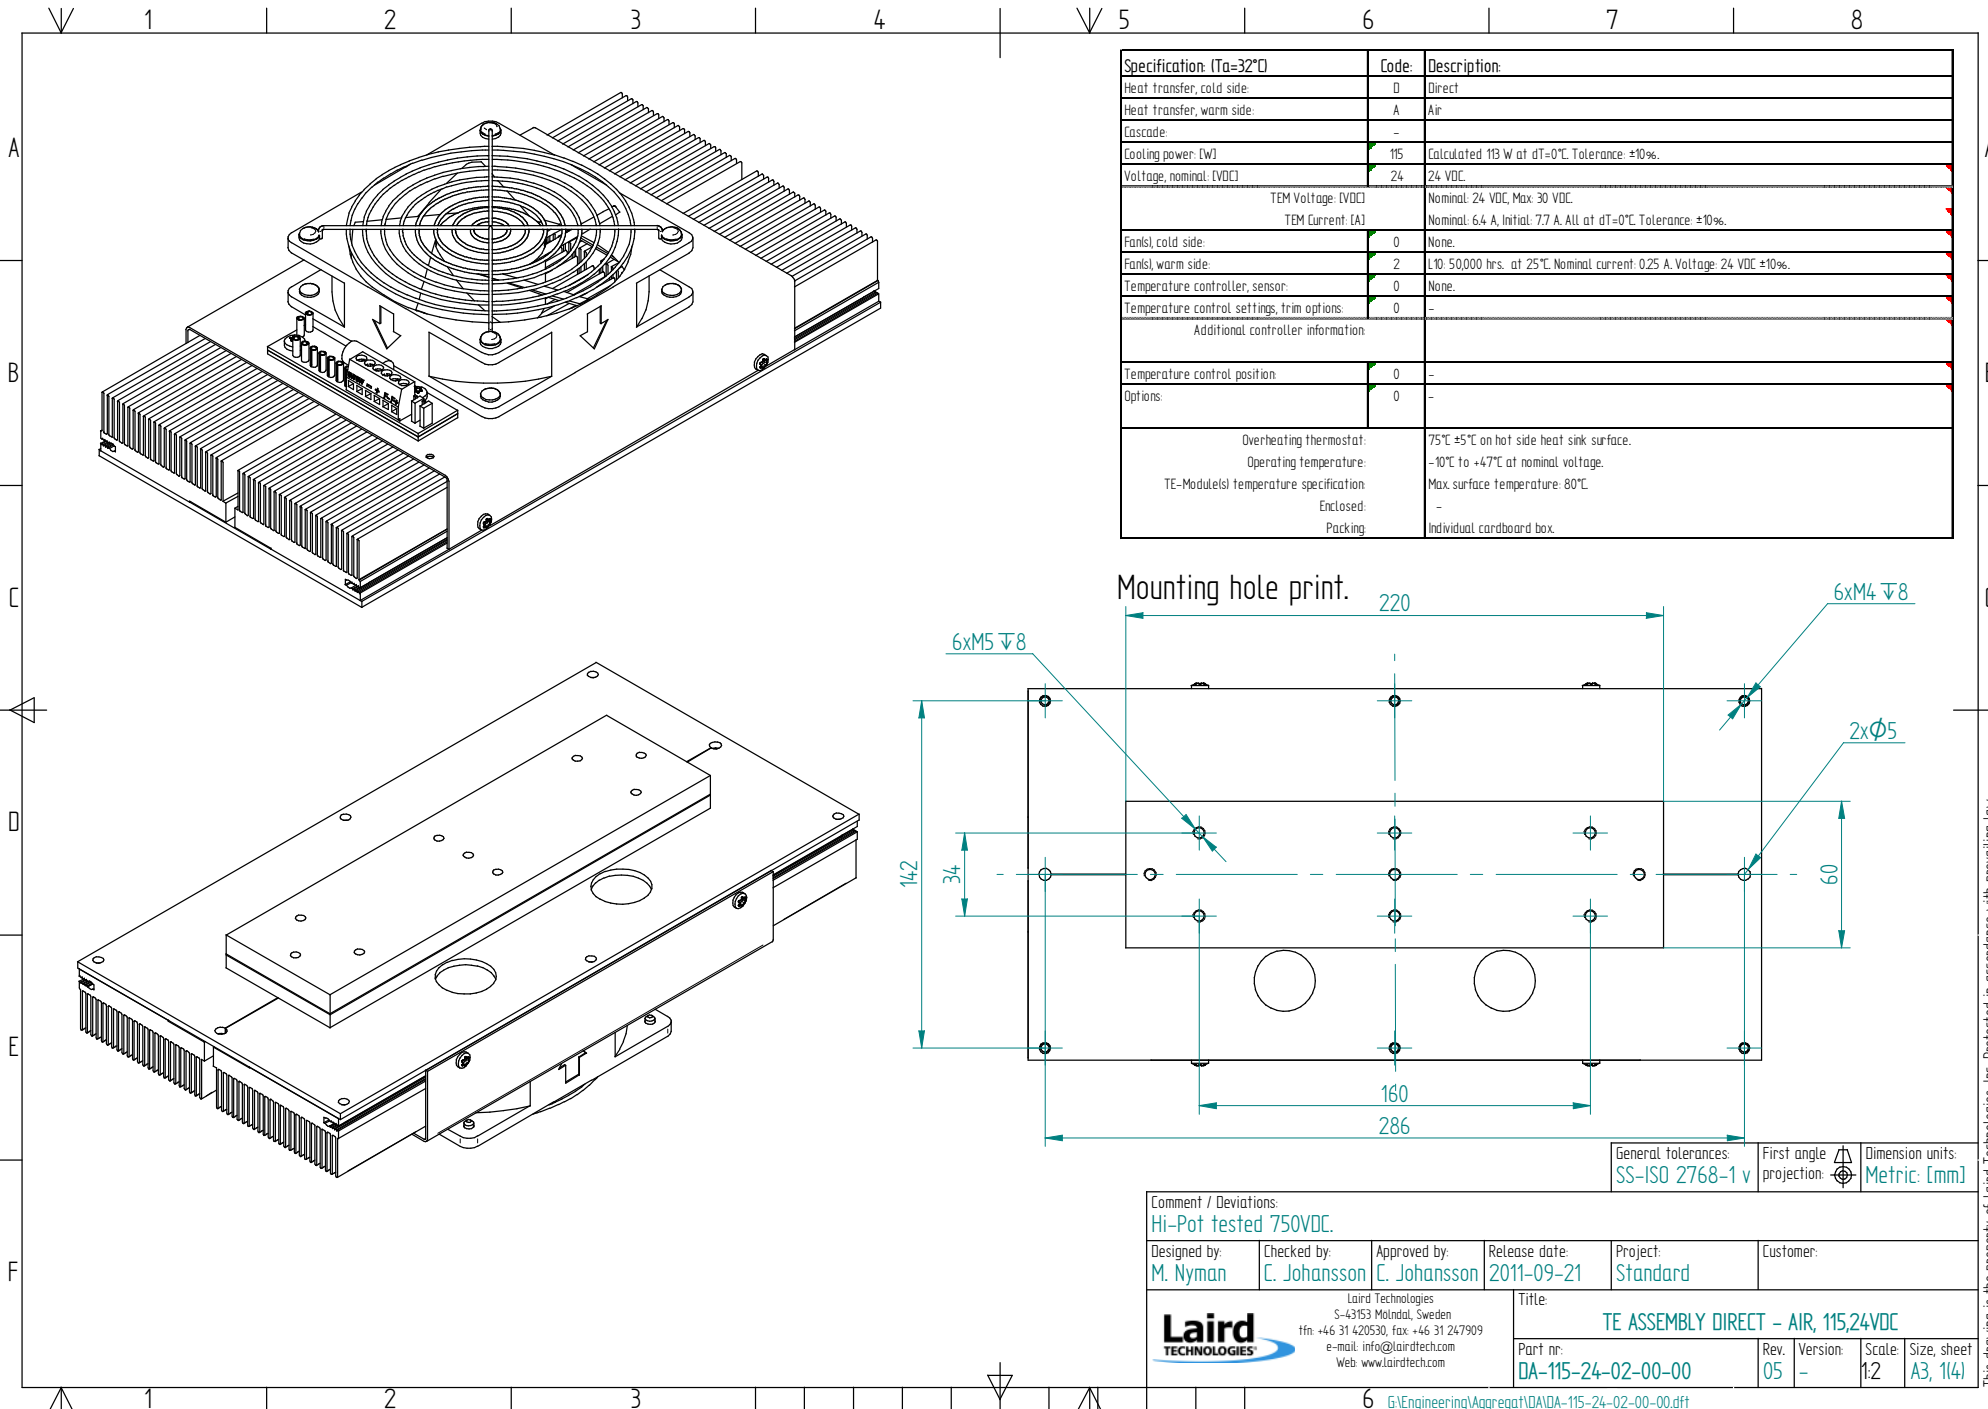 1 2 3 4 5 6 7 8
A
B
C
D
E
F
Specification: (Ta=32°C) Code: Description:
Heat transfer, cold side: D Direct
Heat transfer, warm side: A Air
Cascade: -
Cooling power: [W] 115 Calculated 113 W at dT=0°C. Tolerance: ±10%.
Voltage, nominal: [VDC] 24 24 VDC.
TEM Voltage: [VDC] Nominal: 24 VDC, Max: 30 VDC.
TEM Current: [A] Nominal: 6.4 A, Initial: 7.7 A. All at dT=0°C. Tolerance: ±10%.
Fan(s), cold side: 0 None.
Fan(s), warm side: 2 L10: 50,000 hrs. at 25°C. Nominal current: 0.25 A. Voltage: 24 VDC ±10%.
Temperature controller, sensor: 0 None.
Temperature control settings, trim options: 0 -
Additional controller information:
Temperature control position: 0 -
Options: 0 -
Overheating thermostat: 75°C ±5°C on hot side heat sink surface.
Operating temperature: -10°C to +47°C at nominal voltage.
TE-Module(s) temperature specification: Max. surface temperature: 80°C.
Enclosed: -
Packing: Individual cardboard box.
Mounting hole print.
220
6xM4 ↧8
6xM5 ↧8
2xØ5
142
34
60
160
286
General tolerances:
SS-ISO 2768-1 v
First angle
projection:
Dimension units:
Metric: [mm]
Comment / Deviations:
Hi-Pot tested 750VDC.
Designed by:
M. Nyman
Checked by:
C. Johansson
Approved by:
C. Johansson
Release date:
2011-09-21
Project:
Standard
Customer:
Laird
TECHNOLOGIES
Laird Technologies
S-43153 Mölndal, Sweden
tfn: +46 31 420530, fax: +46 31 247909
e-mail: info@lairdtech.com
Web: www.lairdtech.com
Title:
TE ASSEMBLY DIRECT - AIR, 115,24VDC
Part nr:
DA-115-24-02-00-00
Rev.
05
Version:
-
Scale:
1:2
Size, sheet
A3, 1(4)
1 2 3 6
G:\Engineering\Aggregat\DA\DA-115-24-02-00-00.dft